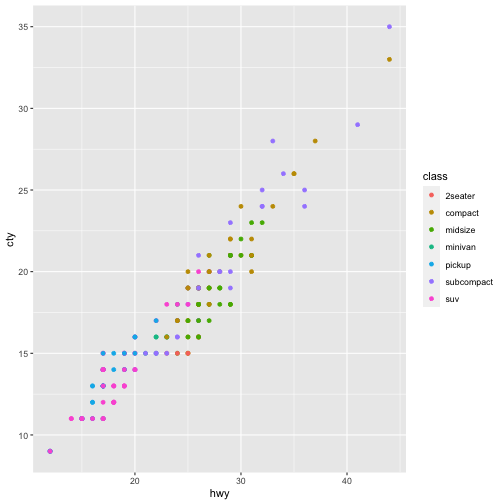 35
30
25
20
15
10
cty
20
30
40
hwy
class
2seater
compact
midsize
minivan
pickup
subcompact
suv